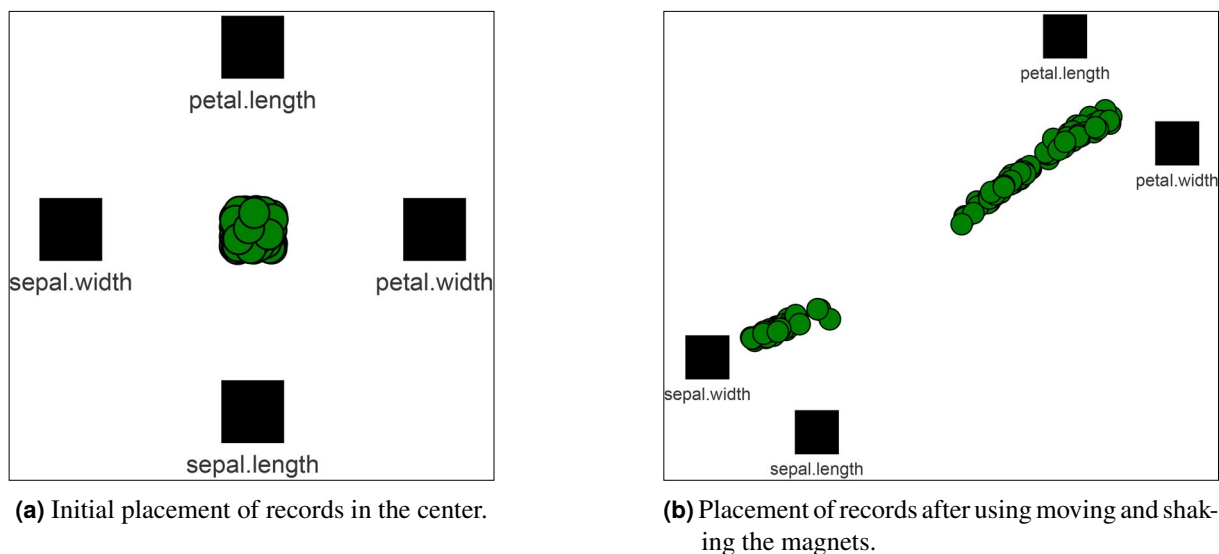 petal.length
sepal.width
petal.width
sepal.length
(a) Initial placement of records in the center.
petal.length
petal.width
sepal.width
sepal.length
(b) Placement of records after using moving and shak-
ing the magnets.